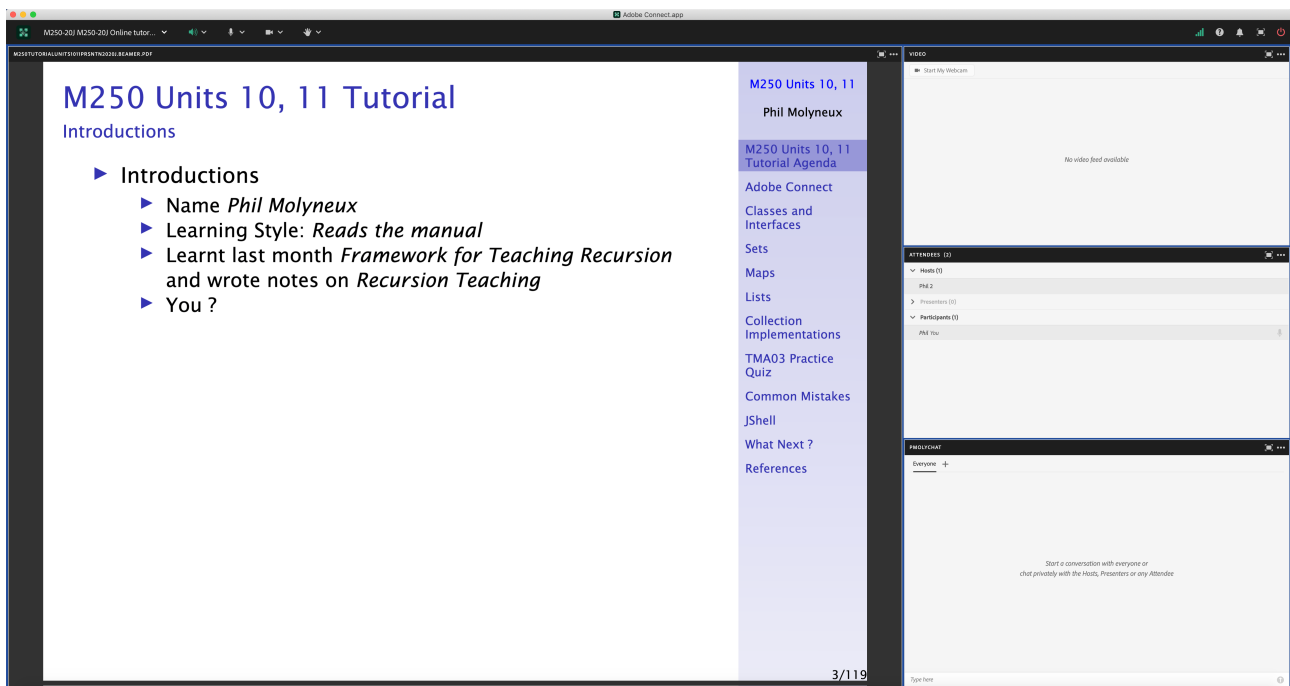 Adobe Connect.app
M250-20J M250-20J Online tutor...
M250TUTORIALUNITS1011PRSNTN2020J.BEAMER.PDF
M250 Units 10, 11 Tutorial
Introductions
Introductions
Name Phil Molyneux
Learning Style: Reads the manual
Learnt last month Framework for Teaching Recursion
and wrote notes on Recursion Teaching
You ?
M250 Units 10, 11
Phil Molyneux
M250 Units 10, 11
Tutorial Agenda
Adobe Connect
Classes and
Interfaces
Sets
Maps
Lists
Collection
Implementations
TMA03 Practice
Quiz
Common Mistakes
JShell
What Next ?
References
3/119
VIDEO
Start My Webcam
No video feed available
ATTENDEES (2)
Hosts (1)
Phil 2
Presenters (0)
Participants (1)
Phil You
PMOLYCHAT
Everyone
Start a conversation with everyone or
chat privately with the Hosts, Presenters or any Attendee
Type here